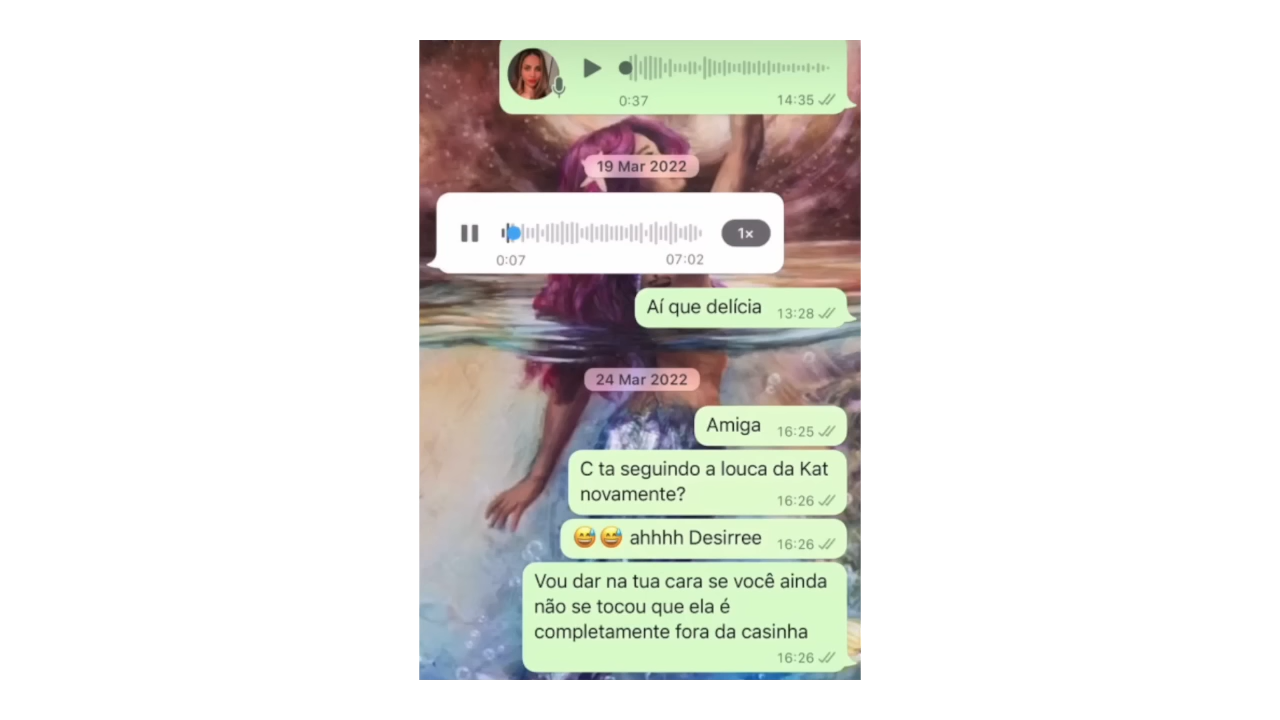 0:37 14:35
19 Mar 2022
1×
0:07 07:02
Aí que delícia 13:28
24 Mar 2022
Amiga 16:25
C ta seguindo a louca da Kat
novamente? 16:26
😅😅 ahhhh Desirree 16:26
Vou dar na tua cara se você ainda
não se tocou que ela é
completamente fora da casinha
16:26